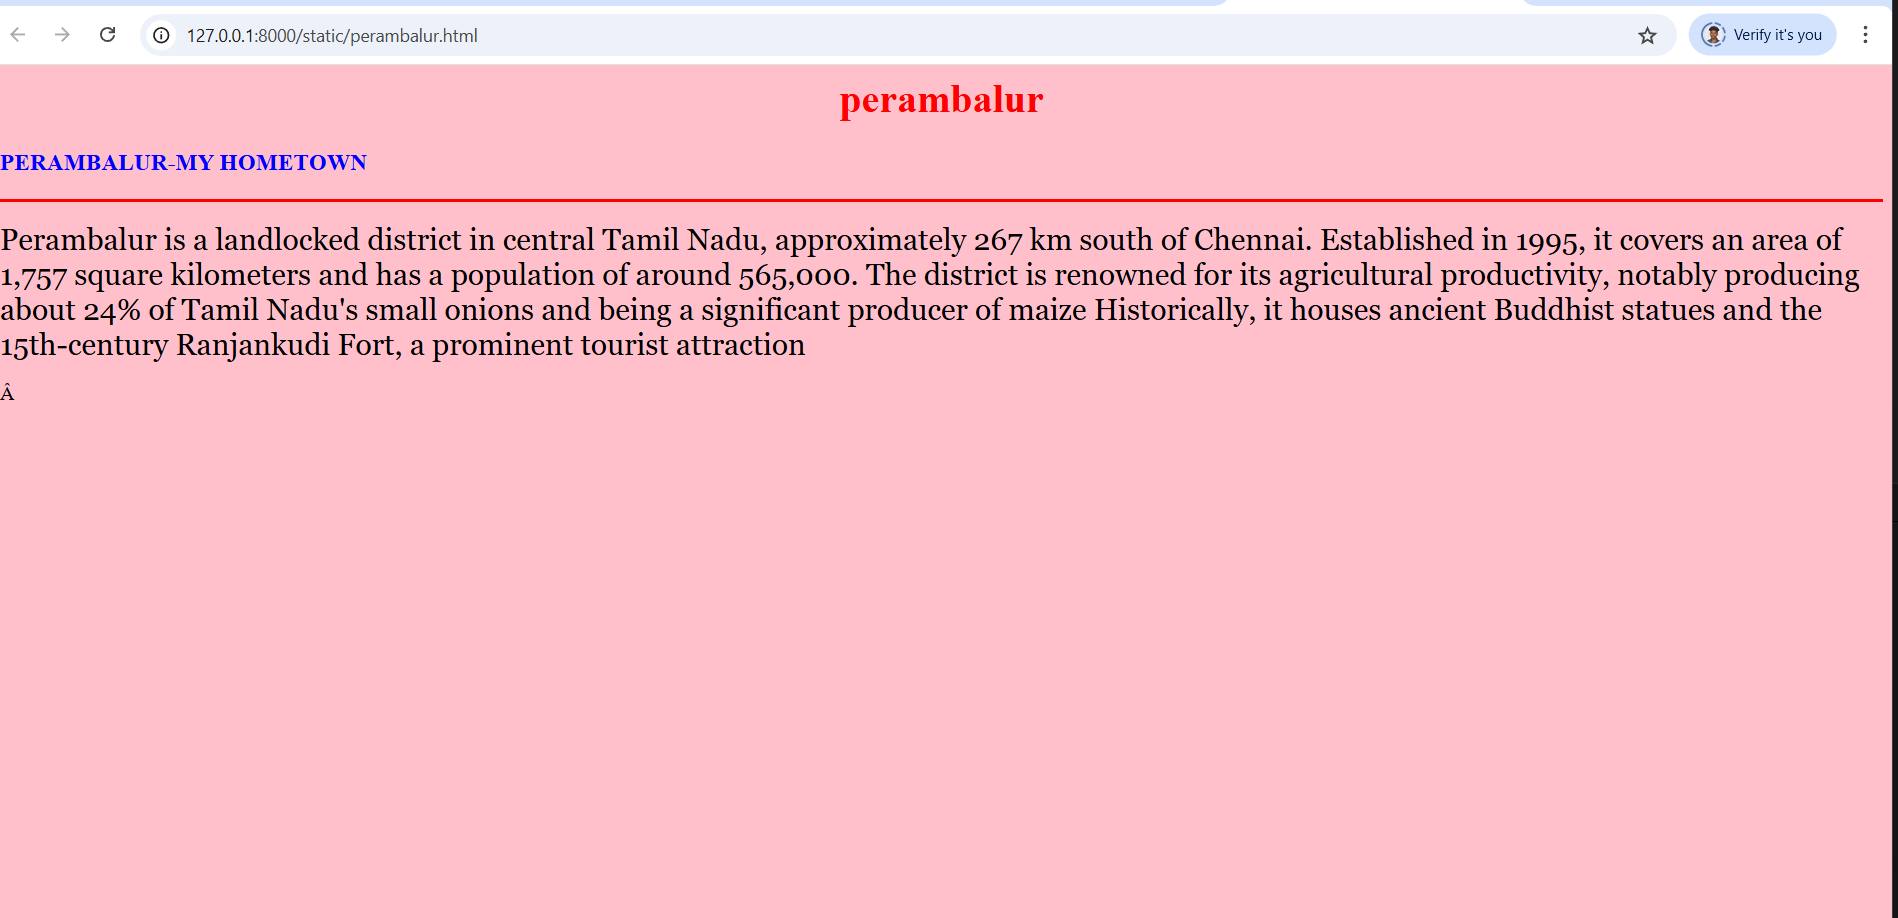 127.0.0.1:8000/static/perambalur.html
Verify it's you
perambalur
PERAMBALUR-MY HOMETOWN
Perambalur is a landlocked district in central Tamil Nadu, approximately 267 km south of Chennai. Established in 1995, it covers an area of
1,757 square kilometers and has a population of around 565,000. The district is renowned for its agricultural productivity, notably producing
about 24% of Tamil Nadu's small onions and being a significant producer of maize Historically, it houses ancient Buddhist statues and the
15th-century Ranjankudi Fort, a prominent tourist attraction
Â